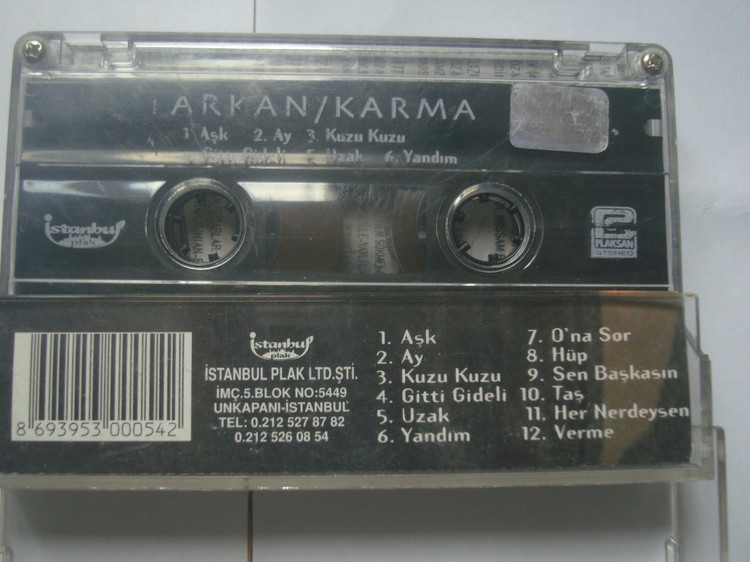 ARKAN/KARMA
1. Aşk 2. Ay 3. Kuzu Kuzu
Gideli 5. Uzak 6. Yandım
istanbul
plak
PLAKSAN
STEREO
8 693953 000542
istanbul
plak
İSTANBUL PLAK LTD.ŞTİ.
İMÇ.5.BLOK NO:5449
UNKAPANI-İSTANBUL
TEL: 0.212 527 87 82
0.212 526 08 54
1. Aşk
2. Ay
3. Kuzu Kuzu
4. Gitti Gideli
5. Uzak
6. Yandım
7. O'na Sor
8. Hüp
9. Sen Başkasın
10. Taş
11. Her Nerdeysen
12. Verme